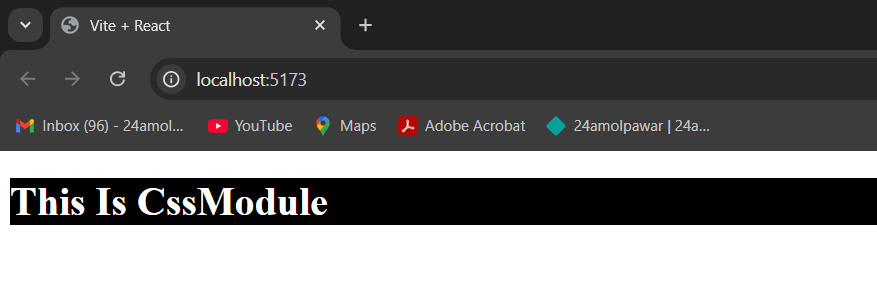 Vite + React
localhost:5173
Inbox (96) - 24amol... YouTube Maps Adobe Acrobat 24amolpawar | 24a...
This Is CssModule